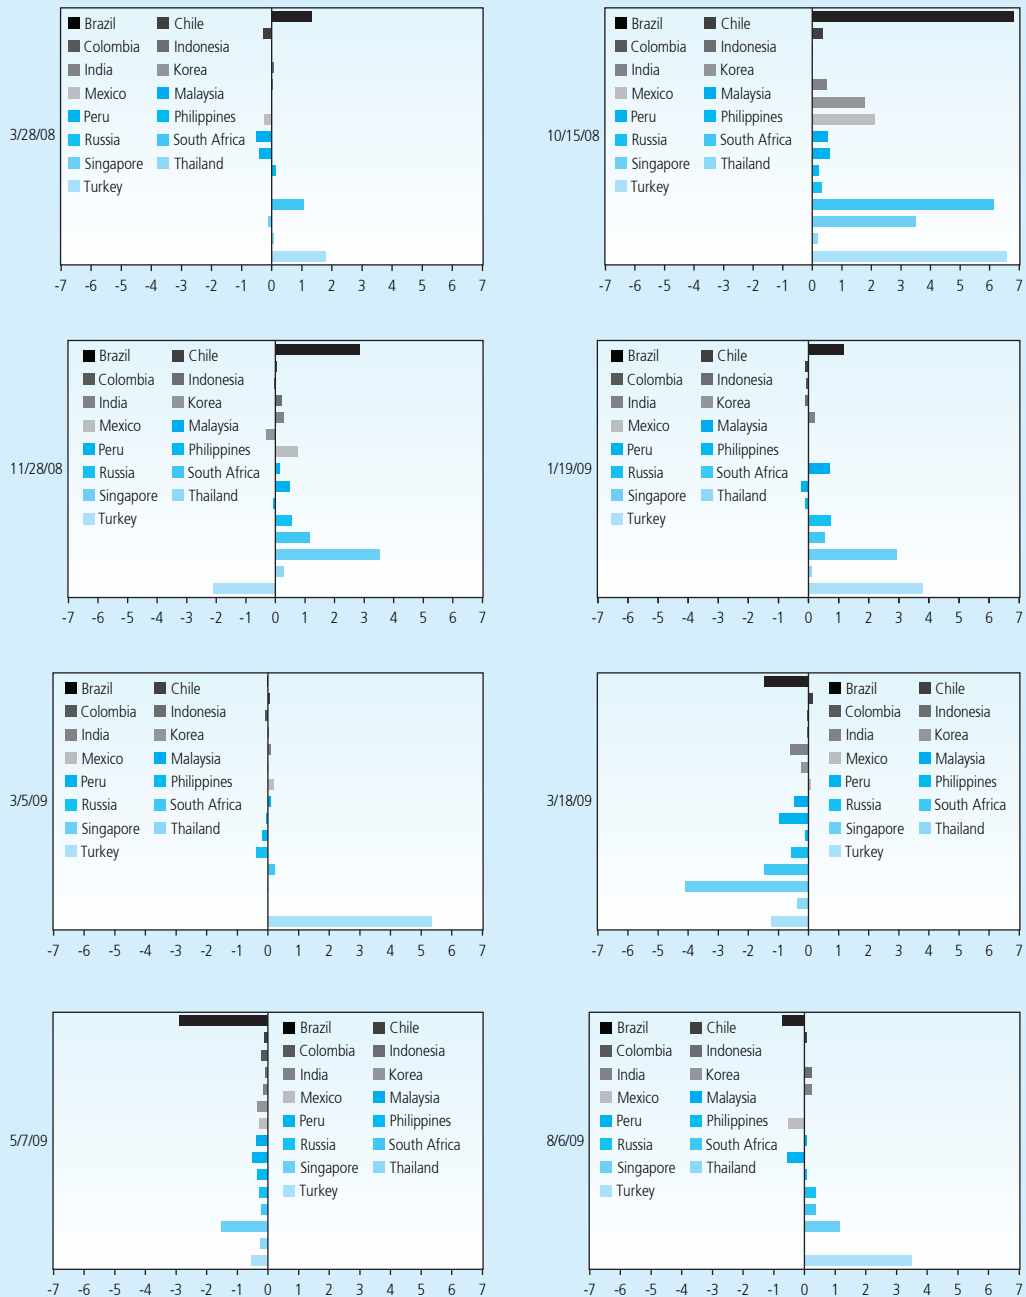 3/28/08
Brazil Chile
Colombia Indonesia
India Korea
Mexico Malaysia
Peru Philippines
Russia South Africa
Singapore Thailand
Turkey
-7 -6 -5 -4 -3 -2 -1 0 1 2 3 4 5 6 7
10/15/08
Brazil Chile
Colombia Indonesia
India Korea
Mexico Malaysia
Peru Philippines
Russia South Africa
Singapore Thailand
Turkey
-7 -6 -5 -4 -3 -2 -1 0 1 2 3 4 5 6 7
11/28/08
Brazil Chile
Colombia Indonesia
India Korea
Mexico Malaysia
Peru Philippines
Russia South Africa
Singapore Thailand
Turkey
-7 -6 -5 -4 -3 -2 -1 0 1 2 3 4 5 6 7
1/19/09
Brazil Chile
Colombia Indonesia
India Korea
Mexico Malaysia
Peru Philippines
Russia South Africa
Singapore Thailand
Turkey
-7 -6 -5 -4 -3 -2 -1 0 1 2 3 4 5 6 7
3/5/09
Brazil Chile
Colombia Indonesia
India Korea
Mexico Malaysia
Peru Philippines
Russia South Africa
Singapore Thailand
Turkey
-7 -6 -5 -4 -3 -2 -1 0 1 2 3 4 5 6 7
3/18/09
Brazil Chile
Colombia Indonesia
India Korea
Mexico Malaysia
Peru Philippines
Russia South Africa
Singapore Thailand
Turkey
-7 -6 -5 -4 -3 -2 -1 0 1 2 3 4 5 6 7
5/7/09
Brazil Chile
Colombia Indonesia
India Korea
Mexico Malaysia
Peru Philippines
Russia South Africa
Singapore Thailand
Turkey
-7 -6 -5 -4 -3 -2 -1 0 1 2 3 4 5 6 7
8/6/09
Brazil Chile
Colombia Indonesia
India Korea
Mexico Malaysia
Peru Philippines
Russia South Africa
Singapore Thailand
Turkey
-7 -6 -5 -4 -3 -2 -1 0 1 2 3 4 5 6 7